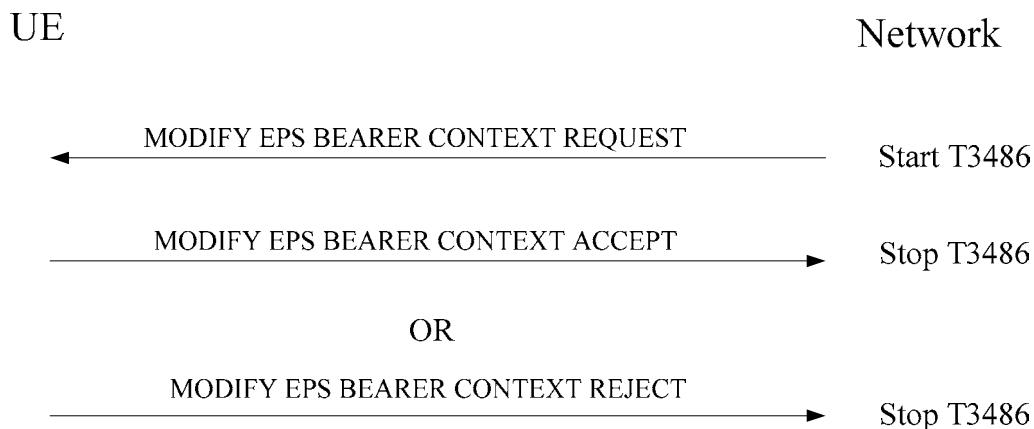 UE
Network
MODIFY EPS BEARER CONTEXT REQUEST
Start T3486
MODIFY EPS BEARER CONTEXT ACCEPT
Stop T3486
OR
MODIFY EPS BEARER CONTEXT REJECT
Stop T3486